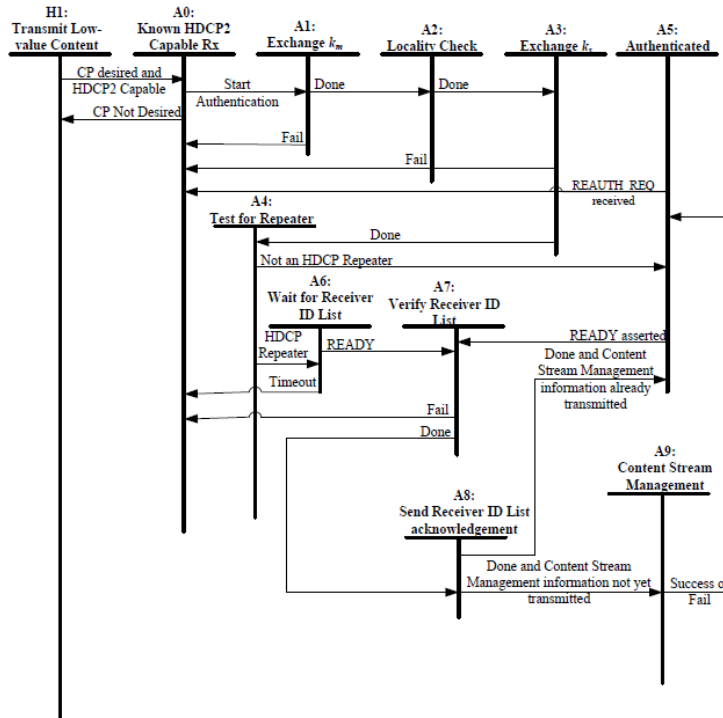 H1:
Transmit Low-
value Content
A0:
Known HDCP2
Capable Rx
A1:
Exchange km
A2:
Locality Check
A3:
Exchange ks
A5:
Authenticated
CP desired and
HDCP2 Capable
Start
Authentication
Done
Done
CP Not Desired
Fail
Fail
REAUTH_REQ
received
A4:
Test for Repeater
Done
Not an HDCP Repeater
A6:
Wait for Receiver
ID List
A7:
Verify Receiver ID
List
HDCP
Repeater
READY
READY asserted
Done and Content
Stream Management
information already
transmitted
Timeout
Fail
Done
A9:
Content Stream
Management
A8:
Send Receiver ID List
acknowledgement
Done and Content Stream
Management information not yet
transmitted
Success o
Fail